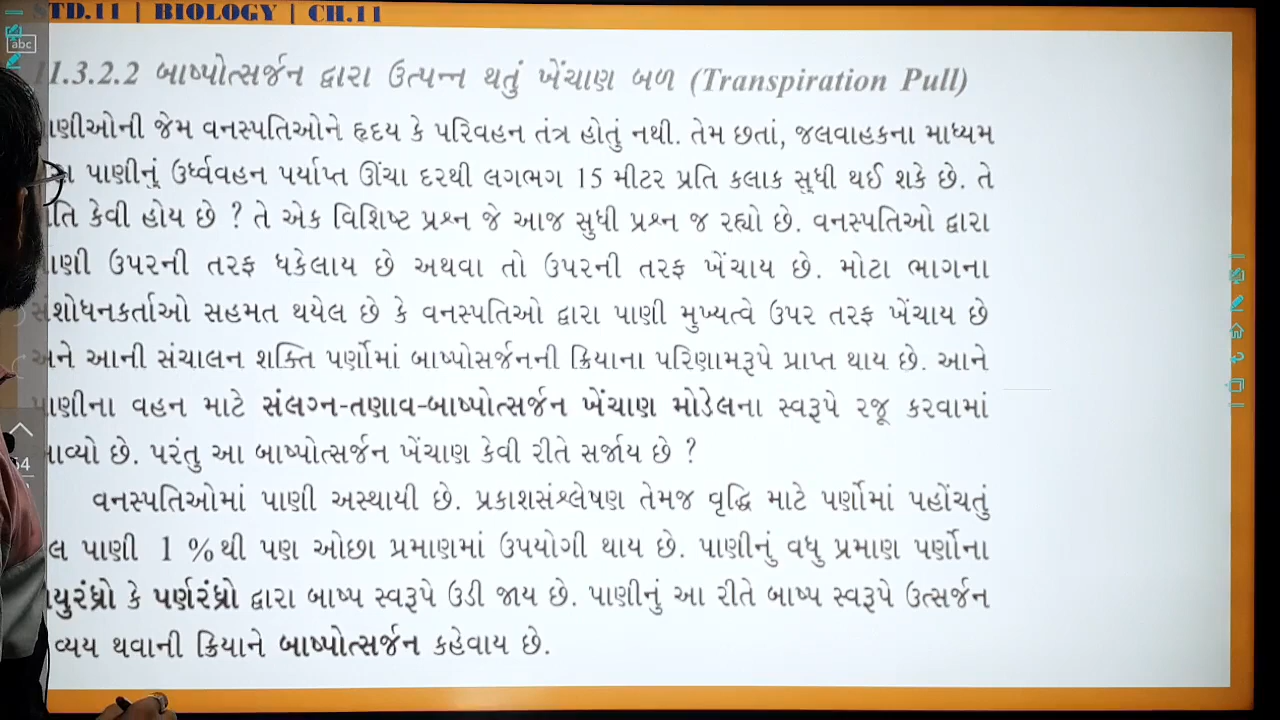 STD.11 | BIOLOGY | CH.11
abc
11.3.2.2 બાષ્પોત્સર્જન દ્વારા ઉત્પન્ન થતું ખેંચાણ બળ (Transpiration Pull)
જેમ વનસ્પતિઓને હૃદય કે પરિવહન તંત્ર હોતું નથી. તેમ છતાં, જલવાહકના માધ્યમ
પાણીનું ઉર્ધ્વવહન પર્યાપ્ત ઊંચા દરથી લગભગ 15 મીટર પ્રતિ કલાક સુધી થઈ શકે છે. તે
કેવી હોય છે ? તે એક વિશિષ્ટ પ્રશ્ન જે આજ સુધી પ્રશ્ન જ રહ્યો છે. વનસ્પતિઓ દ્વારા
ઉપરની તરફ ધકેલાય છે અથવા તો ઉપરની તરફ ખેંચાય છે. મોટા ભાગના
સંશોધનકર્તાઓ સહમત થયેલ છે કે વનસ્પતિઓ દ્વારા પાણી મુખ્યત્વે ઉપર તરફ ખેંચાય છે
અને આની સંચાલન શક્તિ પર્ણોમાં બાષ્પોસર્જનની ક્રિયાના પરિણામરૂપે પ્રાપ્ત થાય છે. આને
પાણીના વહન માટે સંલગ્ન-તણાવ-બાષ્પોત્સર્જન ખેંચાણ મોડેલના સ્વરૂપે રજૂ કરવામાં
છે. પરંતુ આ બાષ્પોત્સર્જન ખેંચાણ કેવી રીતે સર્જાય છે ?
વનસ્પતિઓમાં પાણી અસ્થાયી છે. પ્રકાશસંશ્લેષણ તેમજ વૃદ્ધિ માટે પર્ણોમાં પહોંચતું
પાણી 1 %થી પણ ઓછા પ્રમાણમાં ઉપયોગી થાય છે. પાણીનું વધુ પ્રમાણ પર્ણોના
કે પર્ણરંધ્રો દ્વારા બાષ્પ સ્વરૂપે ઉડી જાય છે. પાણીનું આ રીતે બાષ્પ સ્વરૂપે ઉત્સર્જન
વ્યય થવાની ક્રિયાને બાષ્પોત્સર્જન કહેવાય છે.